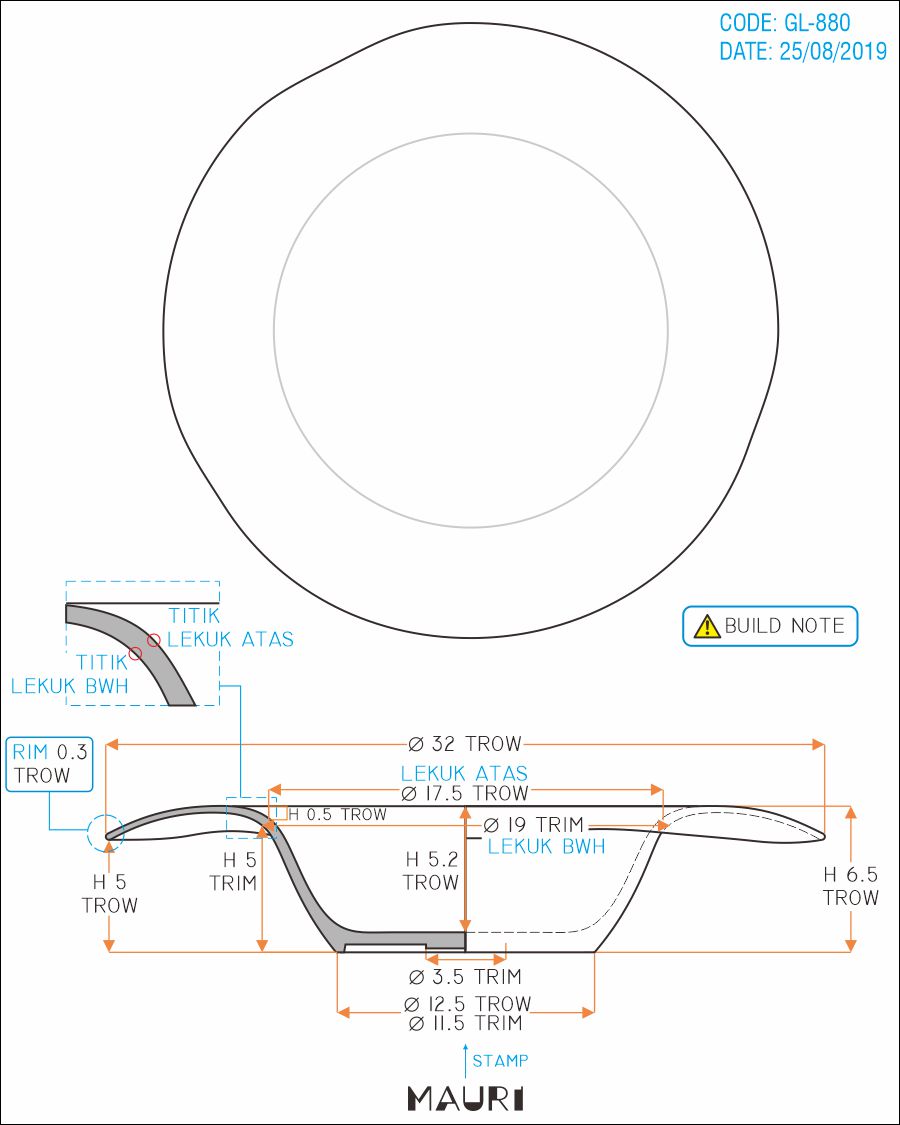 CODE: GL-880
DATE: 25/08/2019
TITIK
LEKUK ATAS
TITIK
LEKUK BWH
BUILD NOTE
RIM 0.3
TROW
Ø 32 TROW
LEKUK ATAS
Ø 17.5 TROW
H 0.5 TROW
Ø 19 TRIM
LEKUK BWH
H 5
TROW
H 5
TRIM
H 5.2
TROW
H 6.5
TROW
Ø 3.5 TRIM
Ø 12.5 TROW
Ø 11.5 TRIM
STAMP
MAURI